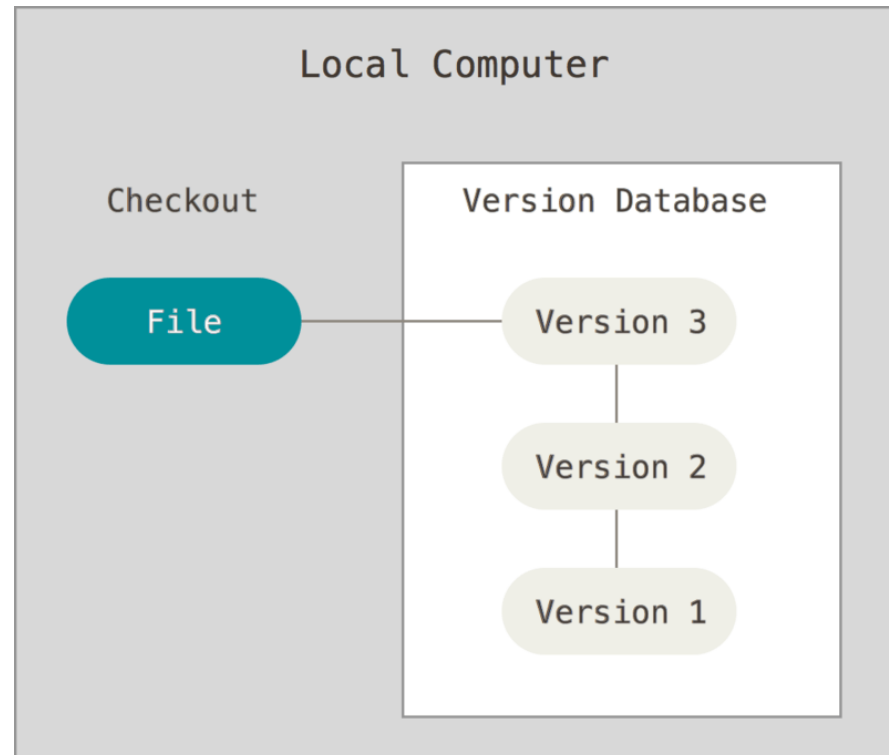 Local Computer
Checkout
Version Database
File
Version 3
Version 2
Version 1